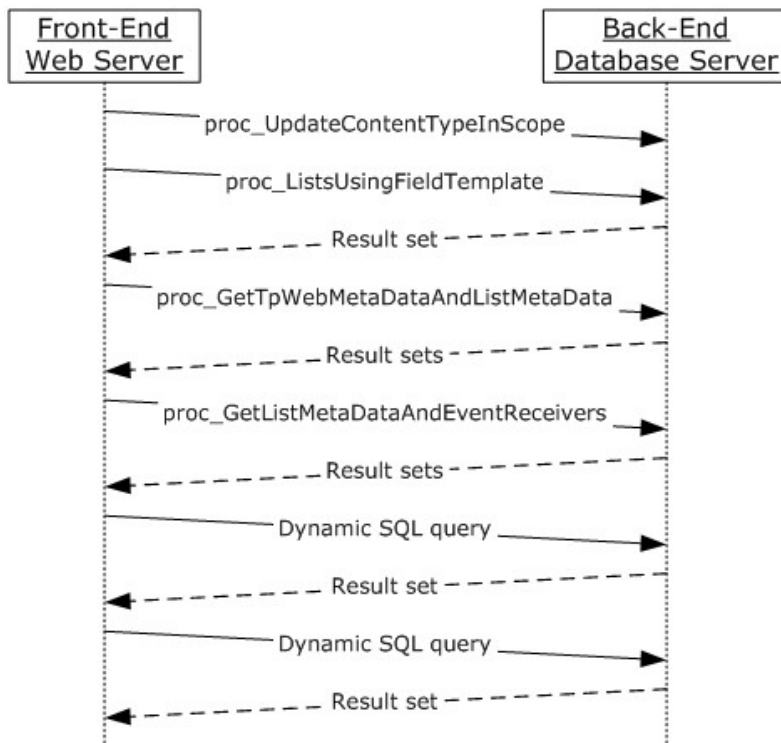 Front-End
Web Server
Back-End
Database Server
proc_UpdateContentTypeInScope
proc_ListsUsingFieldTemplate
Result set
proc_GetTpWebMetaDataAndListMetaData
Result sets
proc_GetListMetaDataAndEventReceivers
Result sets
Dynamic SQL query
Result set
Dynamic SQL query
Result set